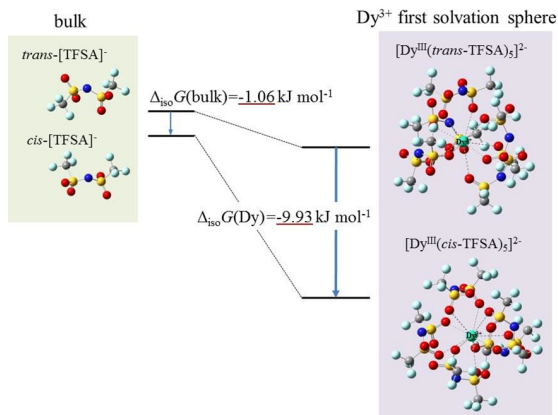 bulk
Dy³⁺ first solvation sphere
trans-[TFSA]⁻
cis-[TFSA]⁻
ΔisoG(bulk)=-1.06 kJ mol⁻¹
ΔisoG(Dy)=-9.93 kJ mol⁻¹
[Dyᴵᴵᴵ(trans-TFSA)₅]²⁻
[Dyᴵᴵᴵ(cis-TFSA)₅]²⁻
Dy³⁺